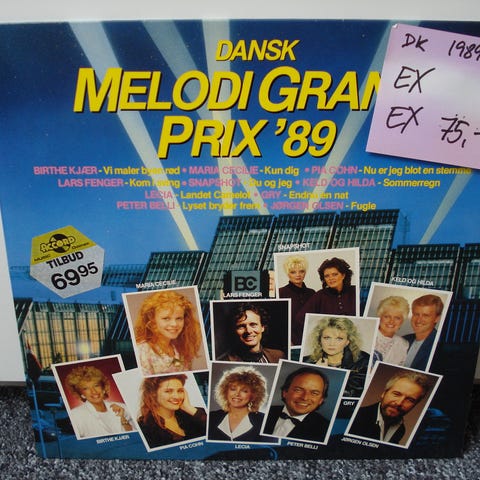 DANSK
MELODI GRAN
PRIX '89
BIRTHE KJÆR - Vi maler byen rød • MARIA CECILIE - Kun dig • PIA COHN - Nu er jeg blot en stemme
LARS FENGER - Kom SNAPSHOT - Du og jeg • KELD OG HILDA - Sommerregn
LECIA - Landet Camelot • GRY - Endnu en nat
PETER BELLI - Lyset bryder frem • JØRGEN OLSEN - Fugle
DK 1989
EX
EX 75,-
ACCORD
MUSIC
TILBUD
69.95
SNAPSHOT
MARIA CECILIE
BC
LARS FENGER
KELD OG HILDA
GRY
BIRTHE KJÆR
PIA COHN
LECIA
PETER BELLI
JØRGEN OLSEN